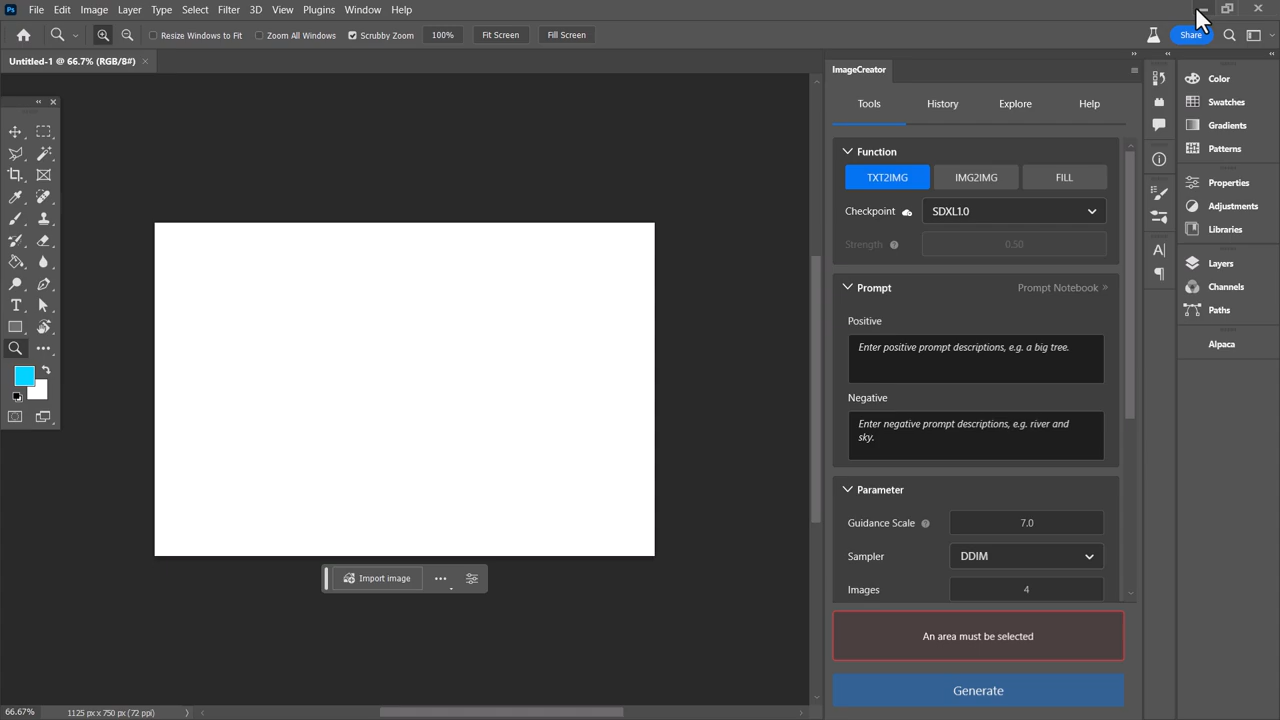 Ps File Edit Image Layer Type Select Filter 3D View Plugins Window Help
Resize Windows to Fit Zoom All Windows Scrubby Zoom 100% Fit Screen Fill Screen Share
Untitled-1 @ 66.7% (RGB/8#)
ImageCreator
Tools History Explore Help
Function
TXT2IMG IMG2IMG FILL
Checkpoint SDXL1.0
Strength 0.50
Prompt Prompt Notebook
Positive
Enter positive prompt descriptions, e.g. a big tree.
Negative
Enter negative prompt descriptions, e.g. river and
sky.
Parameter
Guidance Scale 7.0
Sampler DDIM
Images 4
An area must be selected
Generate
Color
Swatches
Gradients
Patterns
Properties
Adjustments
Libraries
Layers
Channels
Paths
Alpaca
Import image
66.67% 1125 px x 750 px (72 ppi)